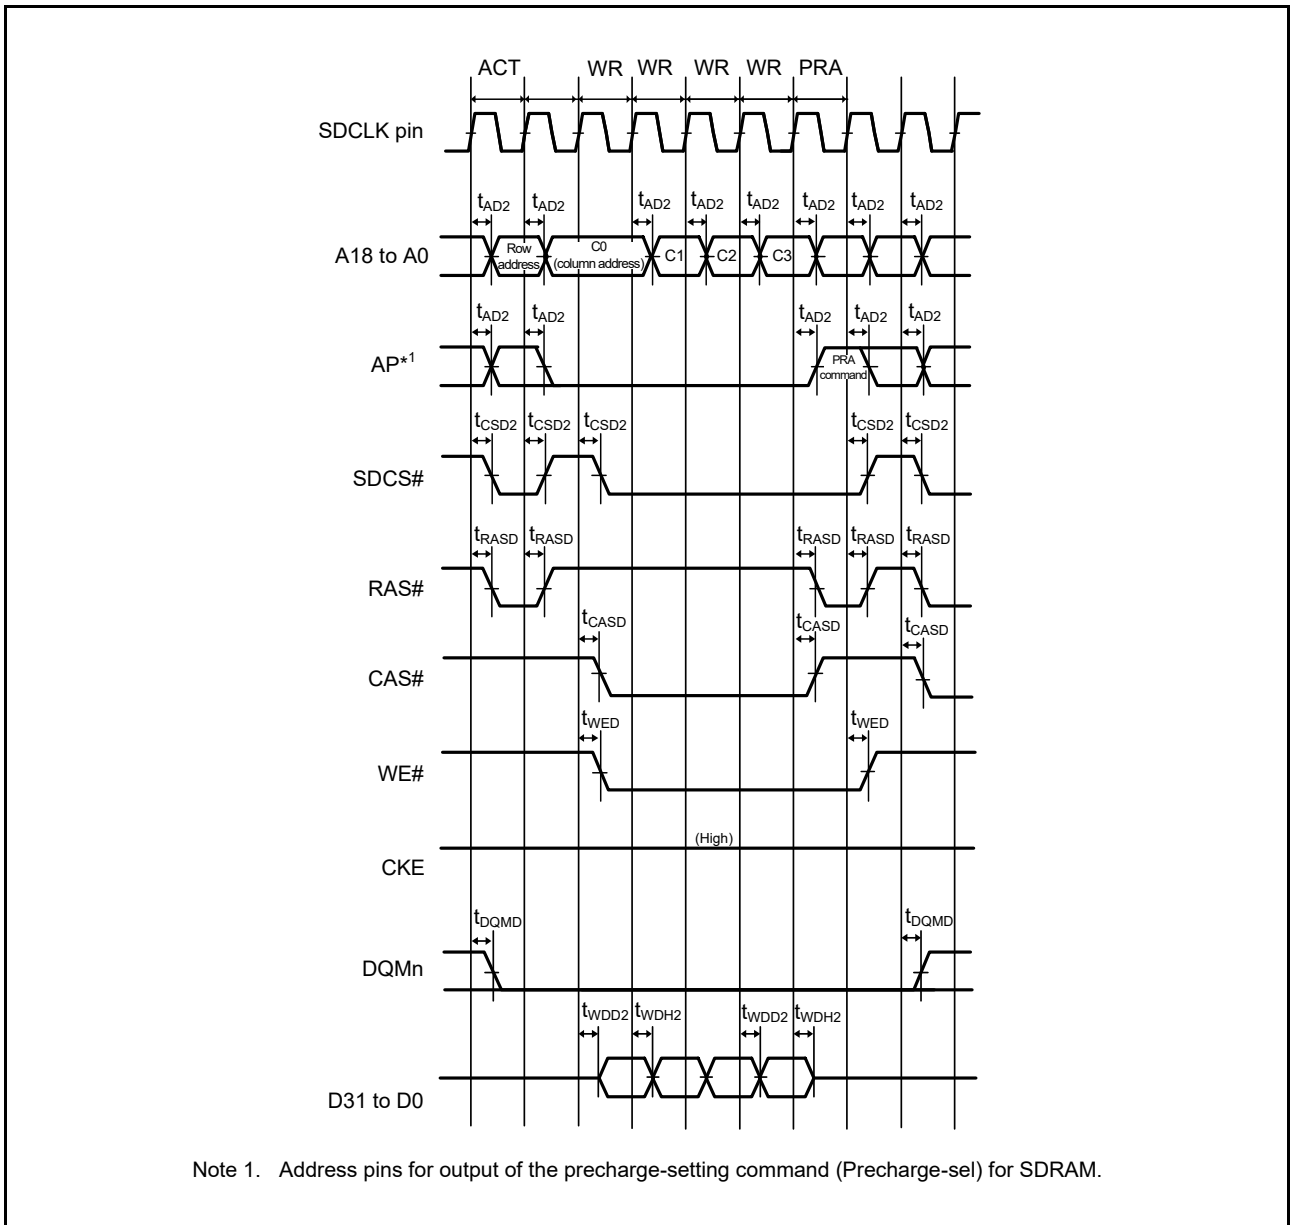 ACT WR WR WR WR PRA
SDCLK pin
tAD2 tAD2 tAD2 tAD2 tAD2 tAD2 tAD2 tAD2
A18 to A0
Row address
C0 (column address)
C1 C2 C3
tAD2 tAD2 tAD2 tAD2 tAD2
AP*1
PRA command
tCSD2 tCSD2 tCSD2 tCSD2 tCSD2
SDCS#
tRASD tRASD tRASD tRASD tRASD
RAS#
tCASD tCASD tCASD
CAS#
tWED tWED
WE#
(High)
CKE
tDQMD tDQMD
DQMn
tWDD2 tWDH2 tWDD2 tWDH2
D31 to D0
Note 1. Address pins for output of the precharge-setting command (Precharge-sel) for SDRAM.